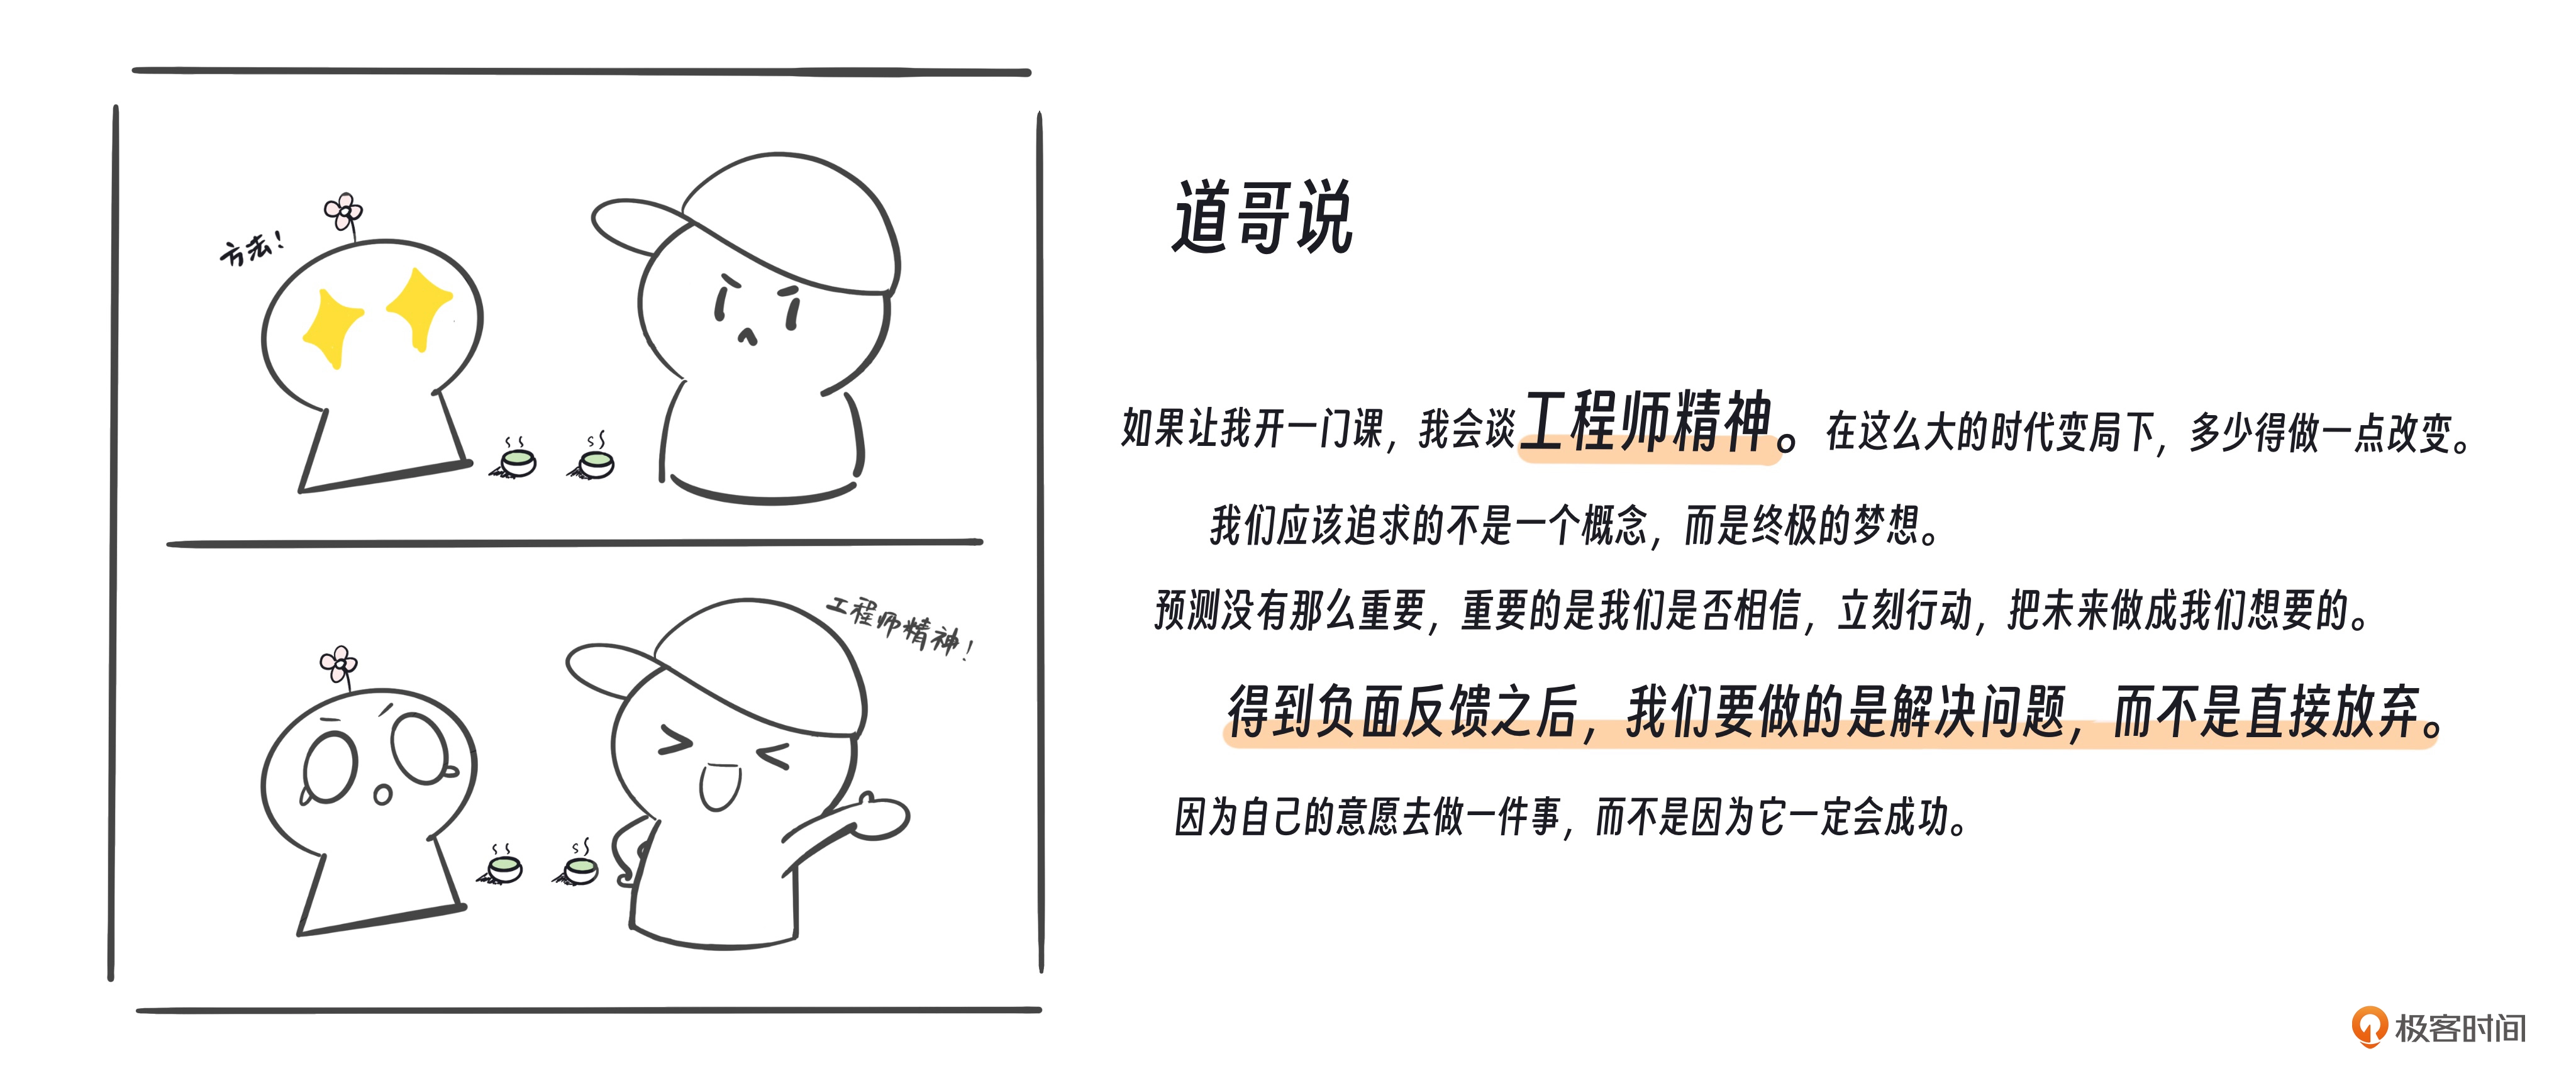 方法!
工程师精神!
道哥说
如果让我开一门课，我会谈工程师精神。在这么大的时代变局下，多少得做一点改变。
我们应该追求的不是一个概念，而是终极的梦想。
预测没有那么重要，重要的是我们是否相信，立刻行动，把未来做成我们想要的。
得到负面反馈之后，我们要做的是解决问题，而不是直接放弃。
因为自己的意愿去做一件事，而不是因为它一定会成功。
极客时间